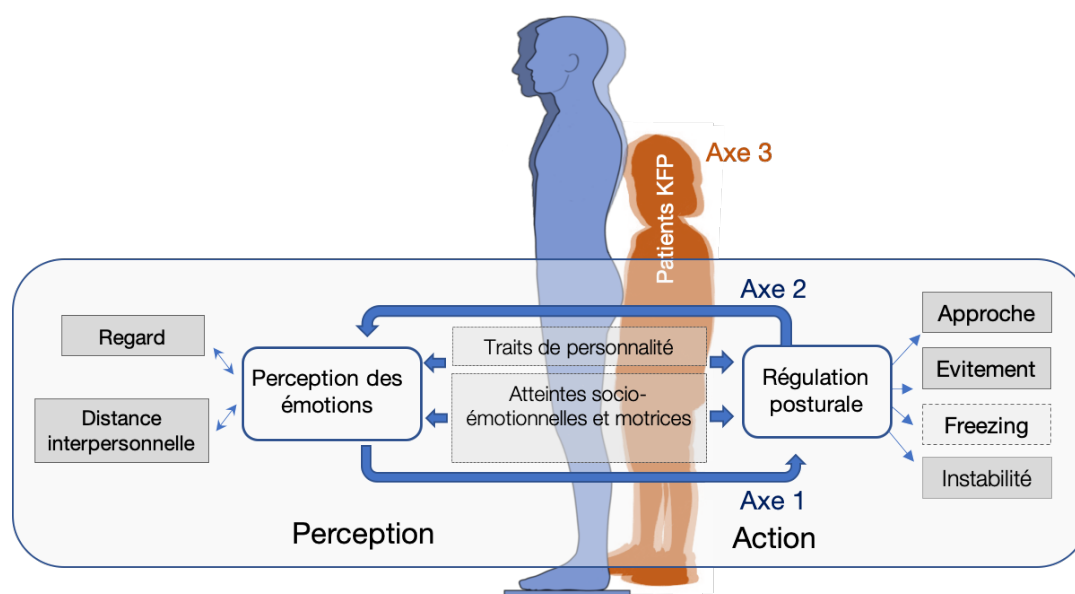 Axe 3
Patients KFP
Axe 2
Regard
Distance
interpersonnelle
Perception des
émotions
Traits de personnalité
Atteintes socio-
émotionnelles et motrices
Régulation
posturale
Approche
Evitement
Freezing
Instabilité
Axe 1
Perception
Action